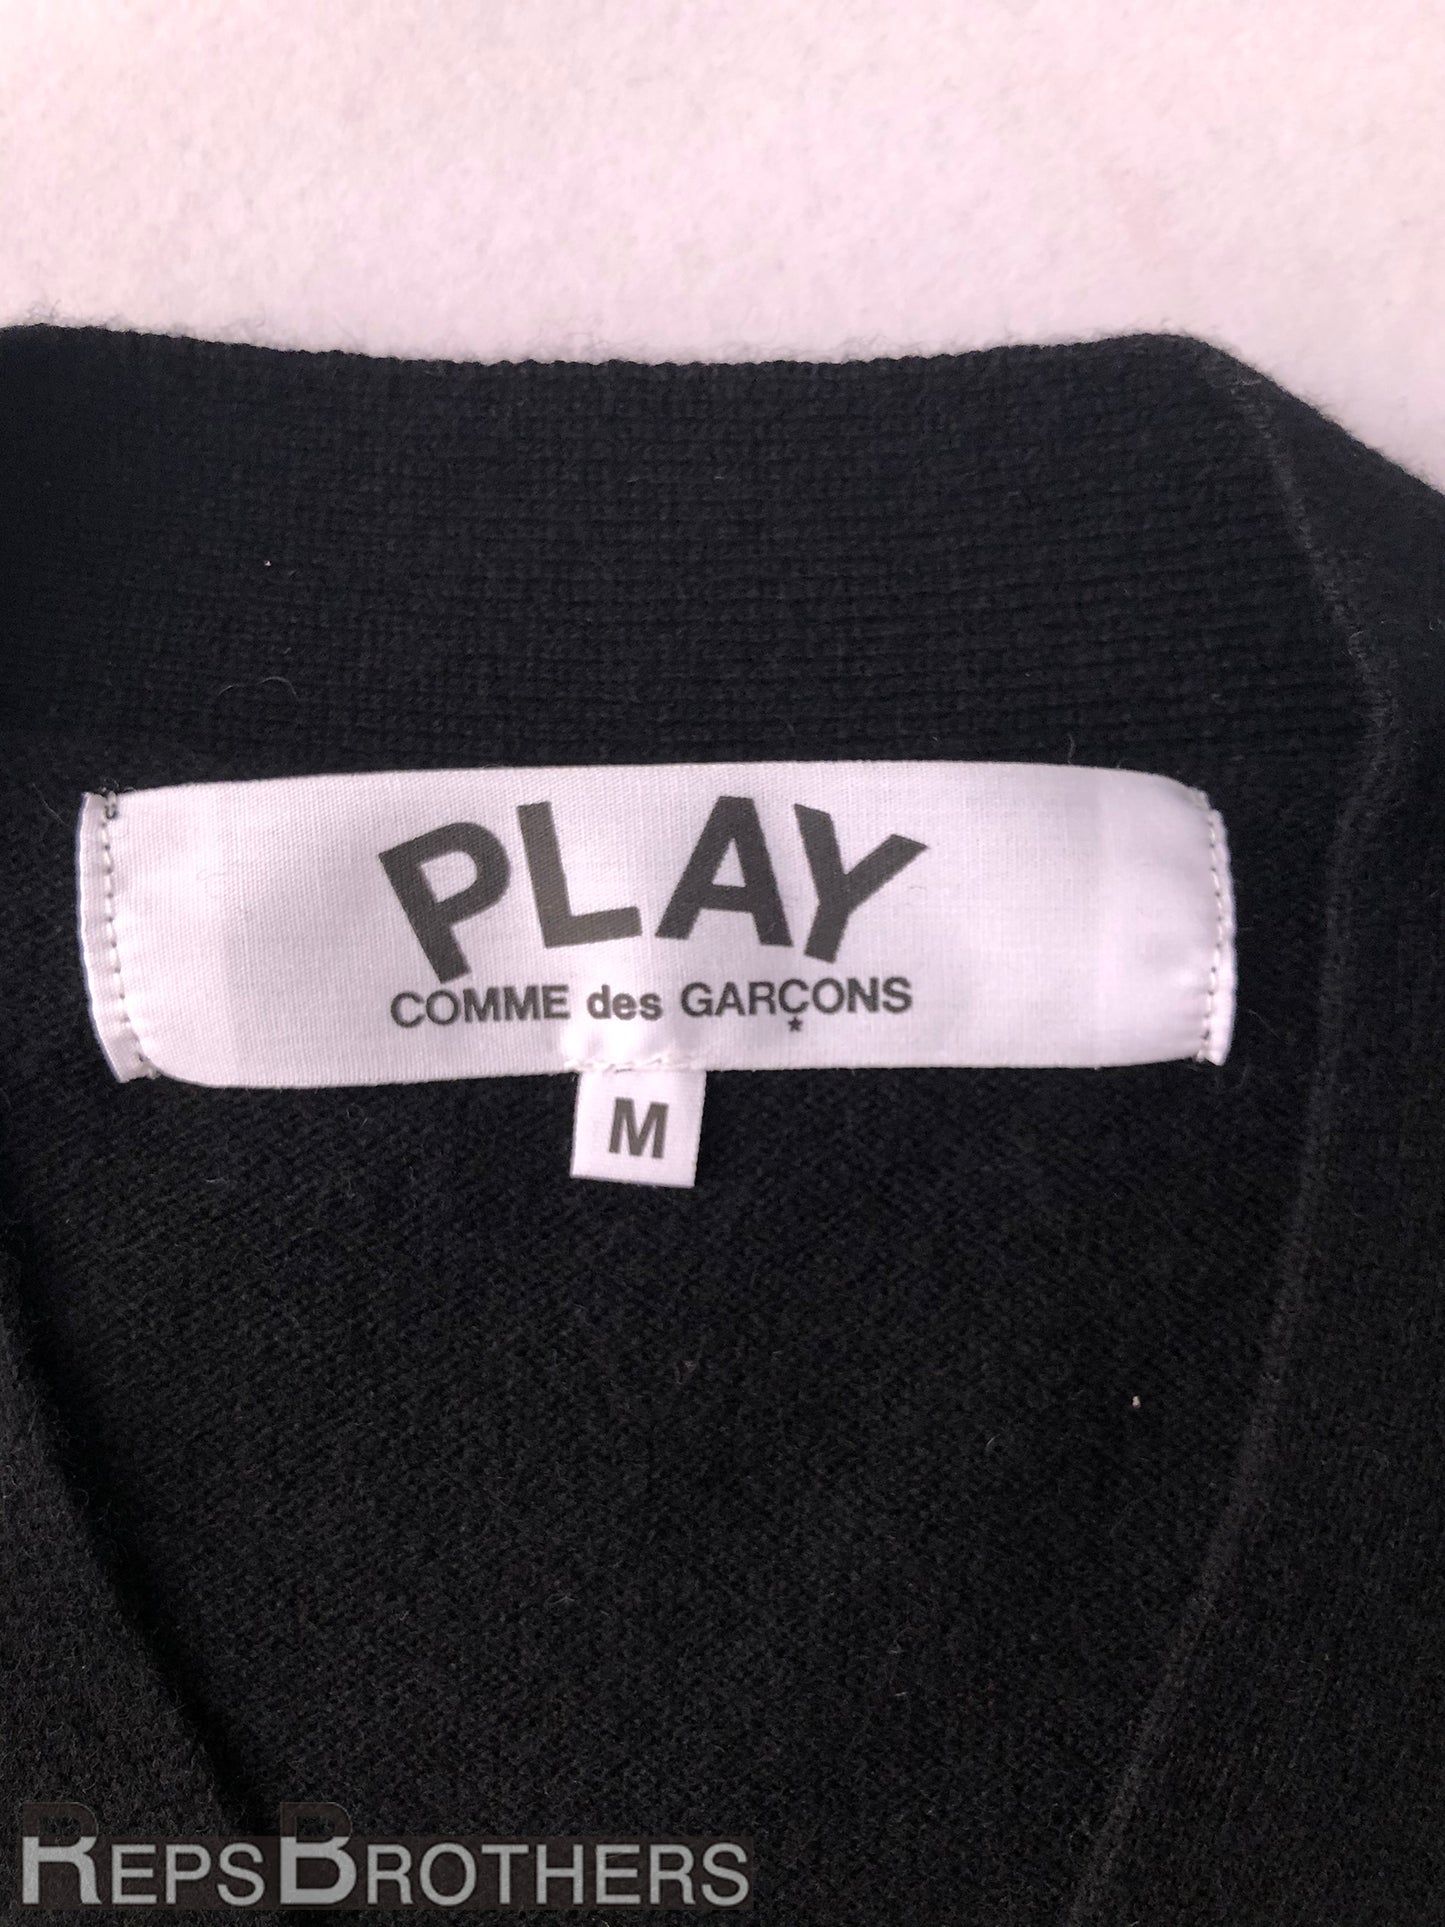 PLAY
COMME des GARÇONS
*
M
REPSBROTHERS